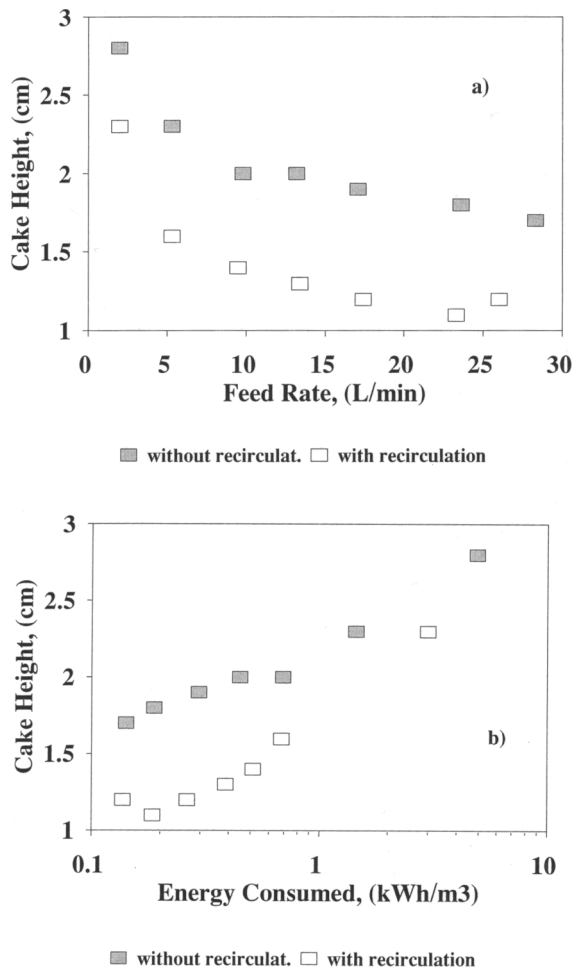 3
2.5
2
1.5
1
Cake Height, (cm)
a)
0 5 10 15 20 25 30
Feed Rate, (L/min)
without recirculat. with recirculation
3
2.5
2
1.5
1
Cake Height, (cm)
b)
0.1 1 10
Energy Consumed, (kWh/m3)
without recirculat. with recirculation